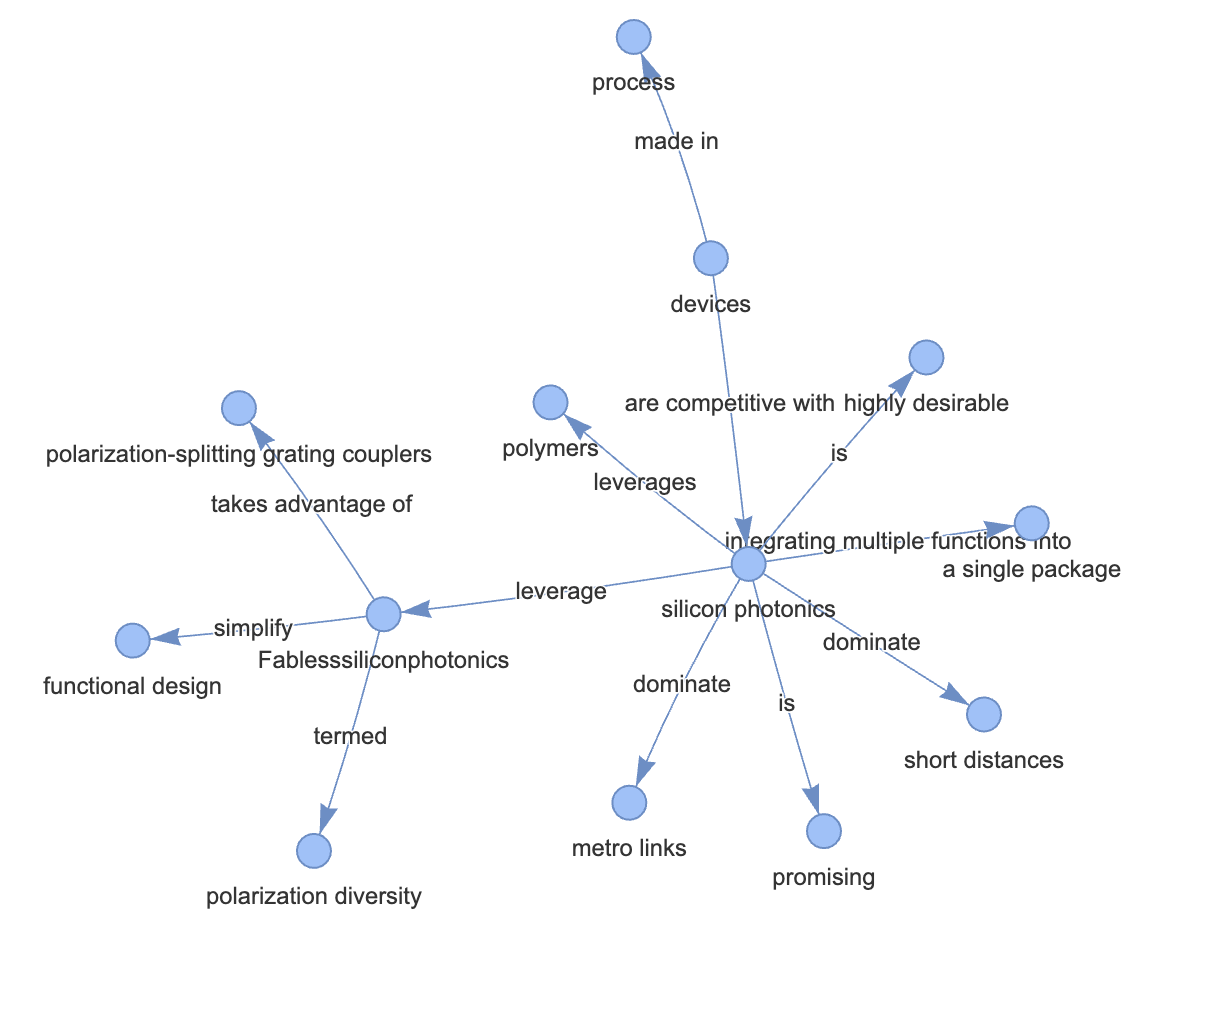 process
made in
devices
are competitive with
highly desirable
polymers
is
polarization-splitting grating couplers
leverages
takes advantage of
integrating multiple functions into
a single package
leverage
silicon photonics
simplify
dominate
Fablesssiliconphotonics
functional design
dominate
is
termed
short distances
metro links
promising
polarization diversity